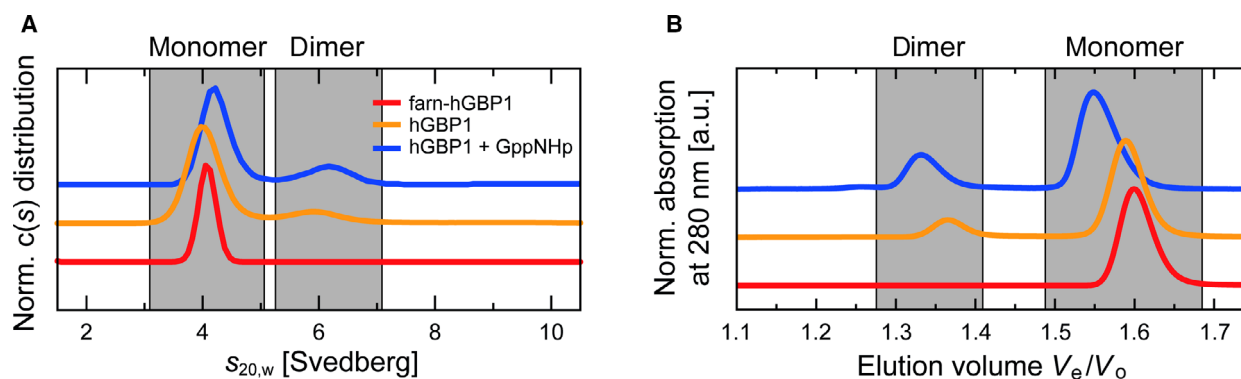 A
Monomer Dimer
Norm. c(s) distribution
farn-hGBP1
hGBP1
hGBP1 + GppNHp
2 4 6 8 10
s20,w [Svedberg]
B
Dimer Monomer
Norm. absorption
at 280 nm [a.u.]
1.1 1.2 1.3 1.4 1.5 1.6 1.7
Elution volume Ve/Vo